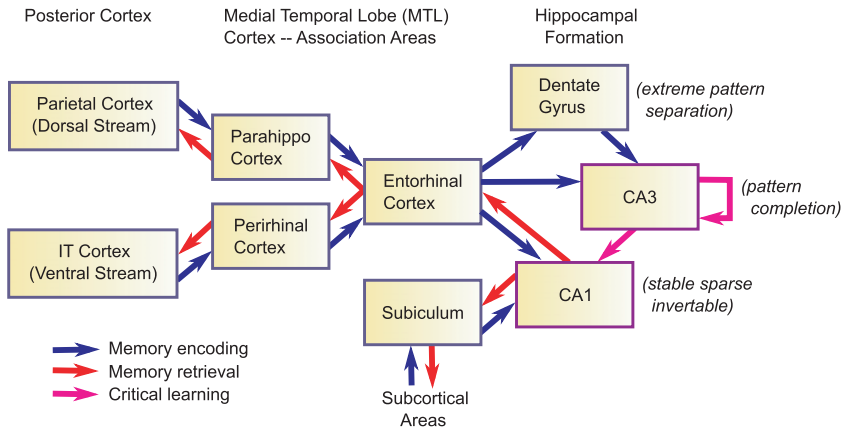 Posterior Cortex
Medial Temporal Lobe (MTL)
Cortex -- Association Areas
Hippocampal
Formation
Parietal Cortex
(Dorsal Stream)
Parahippo
Cortex
Dentate
Gyrus
(extreme pattern
separation)
Entorhinal
Cortex
CA3
(pattern
completion)
Perirhinal
Cortex
IT Cortex
(Ventral Stream)
CA1
(stable sparse
invertable)
Subiculum
Memory encoding
Memory retrieval
Critical learning
Subcortical
Areas